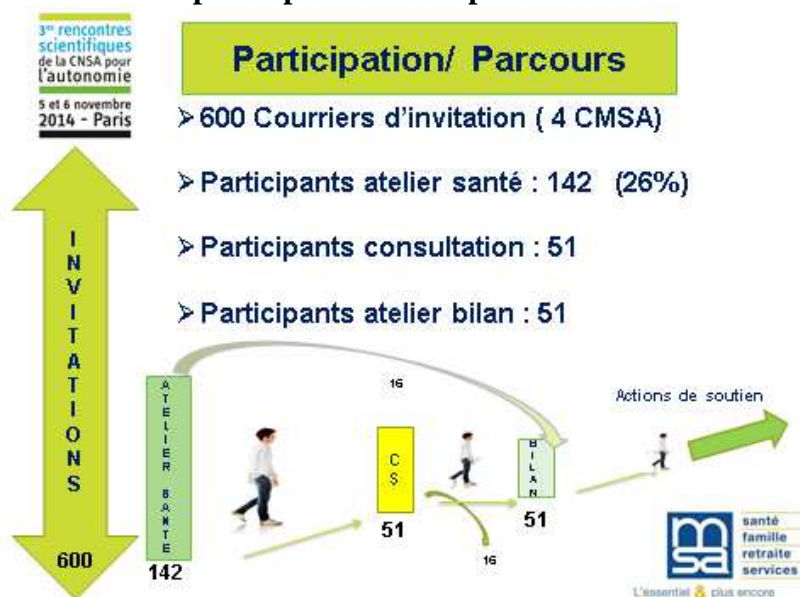 3es rencontres
scientifiques
de la CNSA pour
l'autonomie
5 et 6 novembre
2014 - Paris
Participation/ Parcours
➢600 Courriers d'invitation ( 4 CMSA)
➢Participants atelier santé : 142 (26%)
➢Participants consultation : 51
➢Participants atelier bilan : 51
INVITATIONS
600
ATELIER SANTE
142
16
CS
51
16
BILAN
51
Actions de soutien
msa
santé
famille
retraite
services
L'essentiel & plus encore